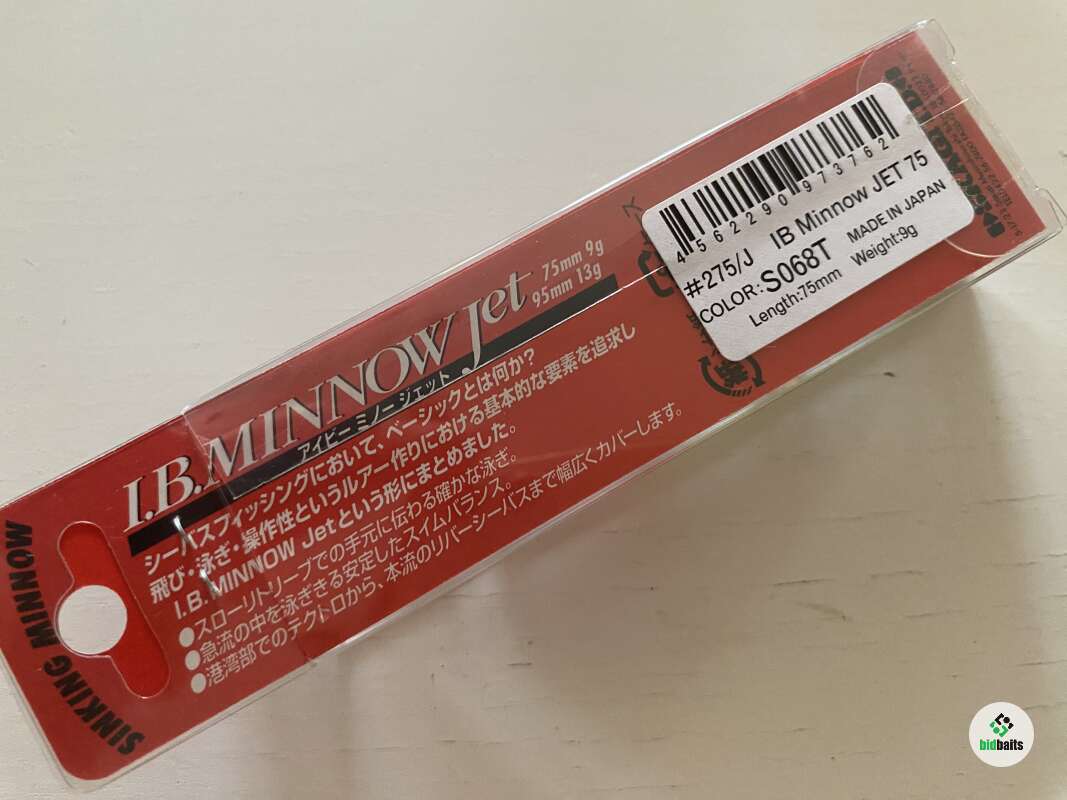 I.B.MINNOW Jet 75mm 9g
95mm 13g
アイビー ミノー ジェット
シーバスフィッシングにおいて、ベーシックとは何か?
飛び・泳ぎ・操作性というルアー作りにおける基本的な要素を追求し
I.B.MINNOW Jetという形にまとめました。
●スローリトリーブでの手元に伝わる確かな泳ぎ。
●急流の中を泳ぎきる安定したスイムバランス。
●港湾部でのテクトロから、本流のリバーシーバスまで幅広くカバーします。
SINKING MINNOW
4562290973762
#275/J IB Minnow JET 75
COLOR:S068T MADE IN JAPAN
Length:75mm Weight:9g
bidbaits